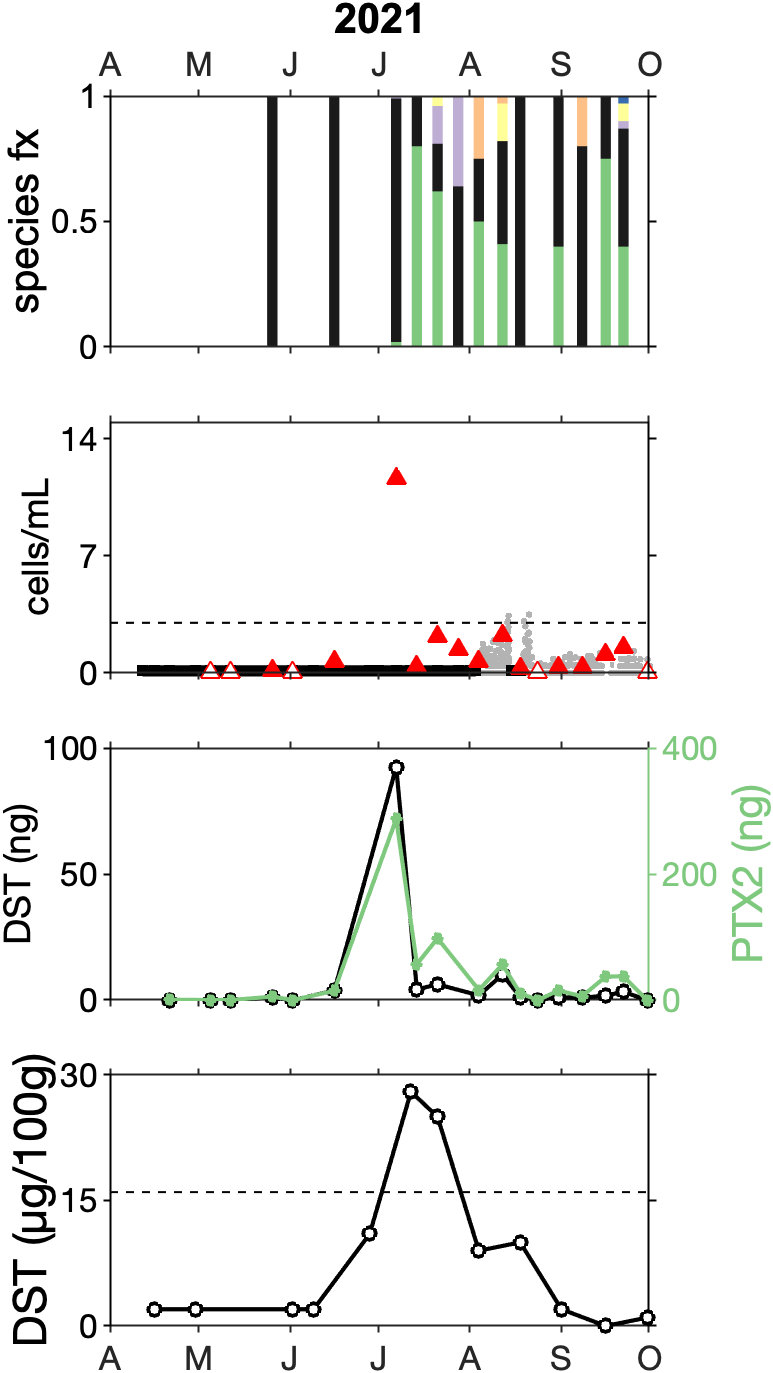 2021
A M J J A S O
species fx
1
0.5
0
cells/mL
14
7
0
DST (ng)
100
50
0
400
200
0
PTX2 (ng)
DST (µg/100g)
30
15
0
A M J J A S O